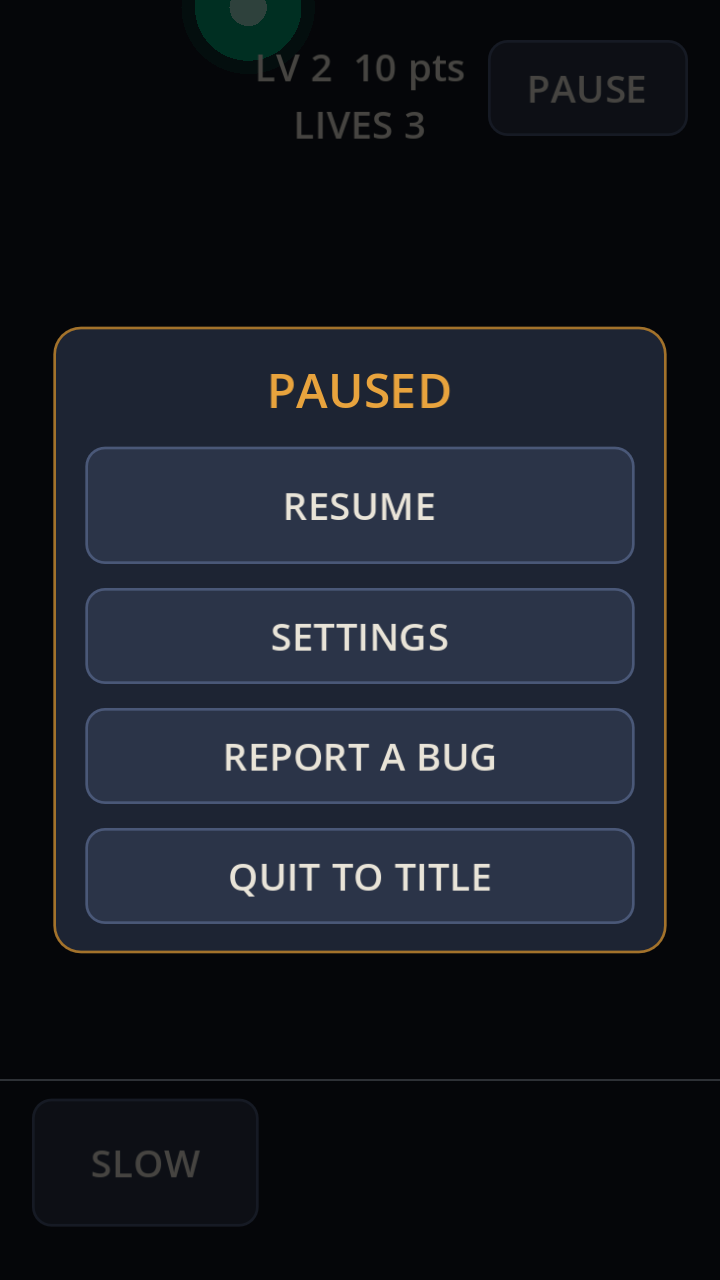 LV 2 10 pts
PAUSE
LIVES 3
PAUSED
RESUME
SETTINGS
REPORT A BUG
QUIT TO TITLE
SLOW